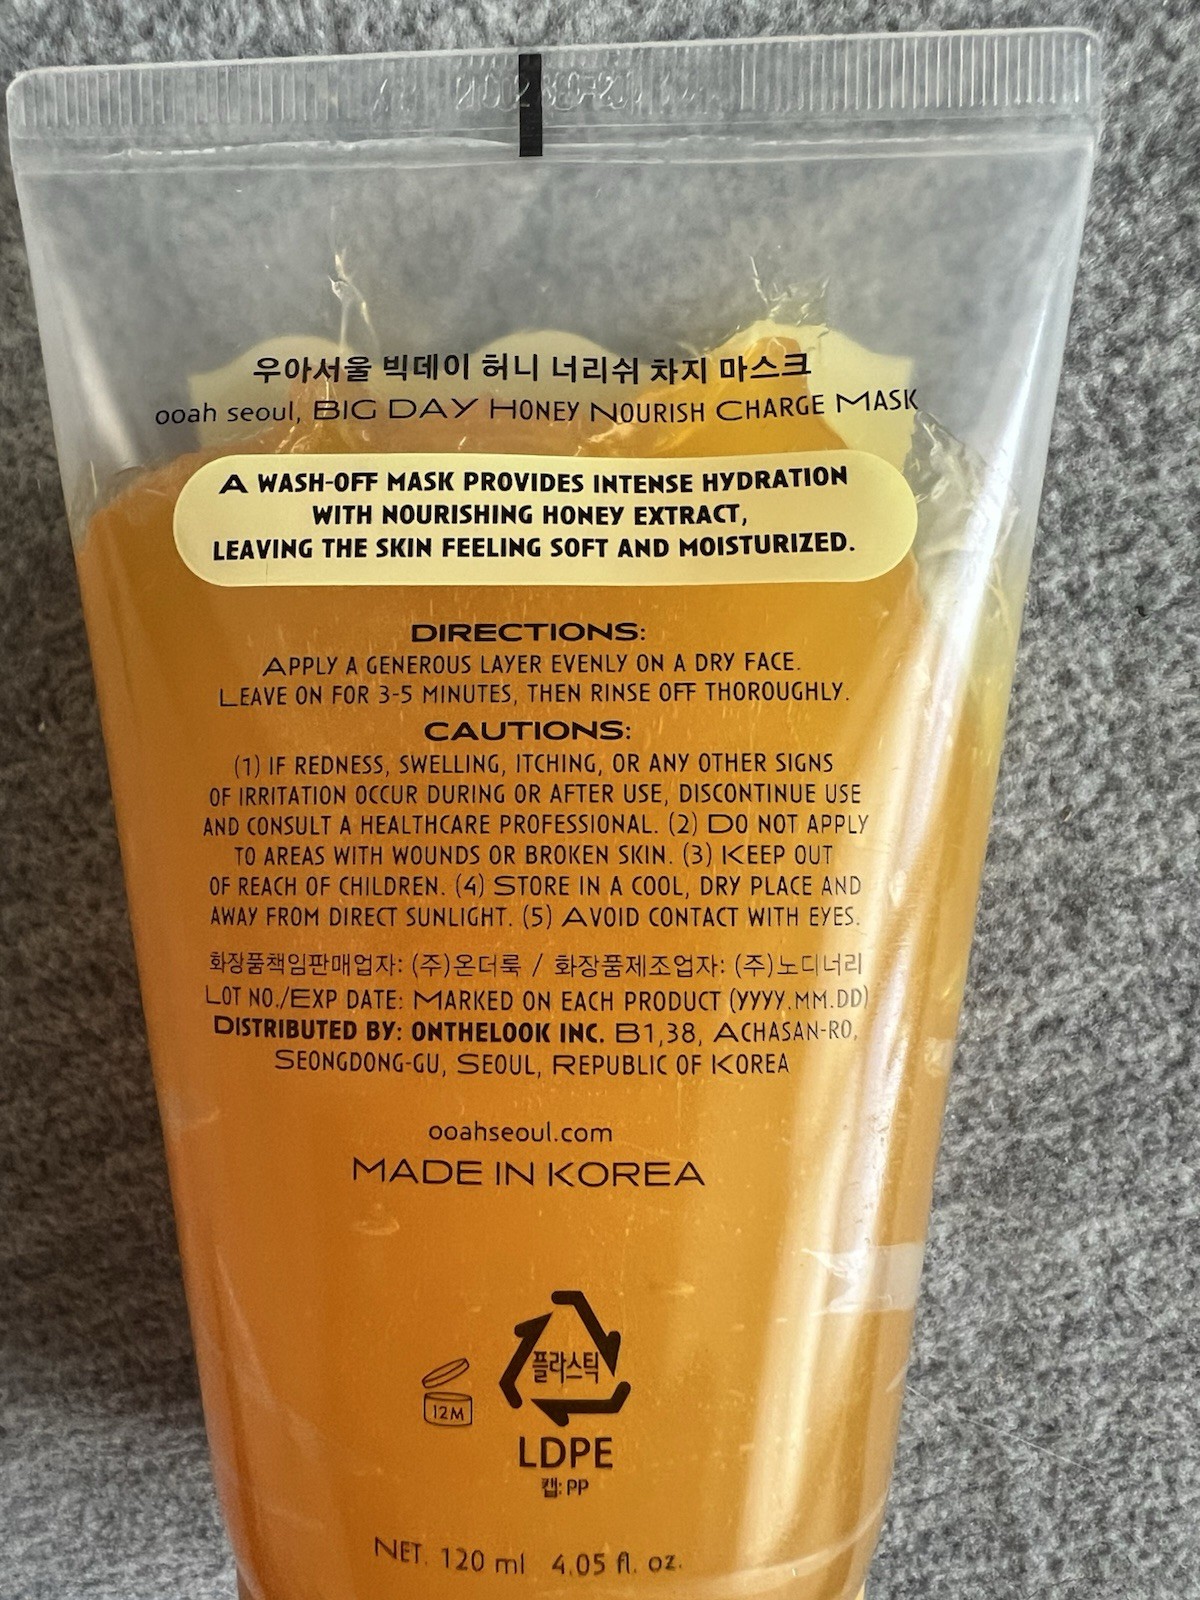 우아서울 빅데이 허니 너리쉬 차지 마스크
ooah seoul, BIG DAY HONEY NOURISH CHARGE MASK
A WASH-OFF MASK PROVIDES INTENSE HYDRATION
WITH NOURISHING HONEY EXTRACT,
LEAVING THE SKIN FEELING SOFT AND MOISTURIZED.
DIRECTIONS:
APPLY A GENEROUS LAYER EVENLY ON A DRY FACE.
LEAVE ON FOR 3-5 MINUTES, THEN RINSE OFF THOROUGHLY.
CAUTIONS:
(1) IF REDNESS, SWELLING, ITCHING, OR ANY OTHER SIGNS
OF IRRITATION OCCUR DURING OR AFTER USE, DISCONTINUE USE
AND CONSULT A HEALTHCARE PROFESSIONAL. (2) DO NOT APPLY
TO AREAS WITH WOUNDS OR BROKEN SKIN. (3) KEEP OUT
OF REACH OF CHILDREN. (4) STORE IN A COOL, DRY PLACE AND
AWAY FROM DIRECT SUNLIGHT. (5) AVOID CONTACT WITH EYES.
화장품책임판매업자: (주)온더룩 / 화장품제조업자: (주)노디너리
LOT NO./EXP DATE: MARKED ON EACH PRODUCT (YYYY.MM.DD)
DISTRIBUTED BY: ONTHELOOK INC. B1,38, ACHASAN-RO,
SEONGDONG-GU, SEOUL, REPUBLIC OF KOREA
ooahseoul.com
MADE IN KOREA
플라스틱
12M
LDPE
캡: PP
NET. 120 ml 4.05 fl. oz.